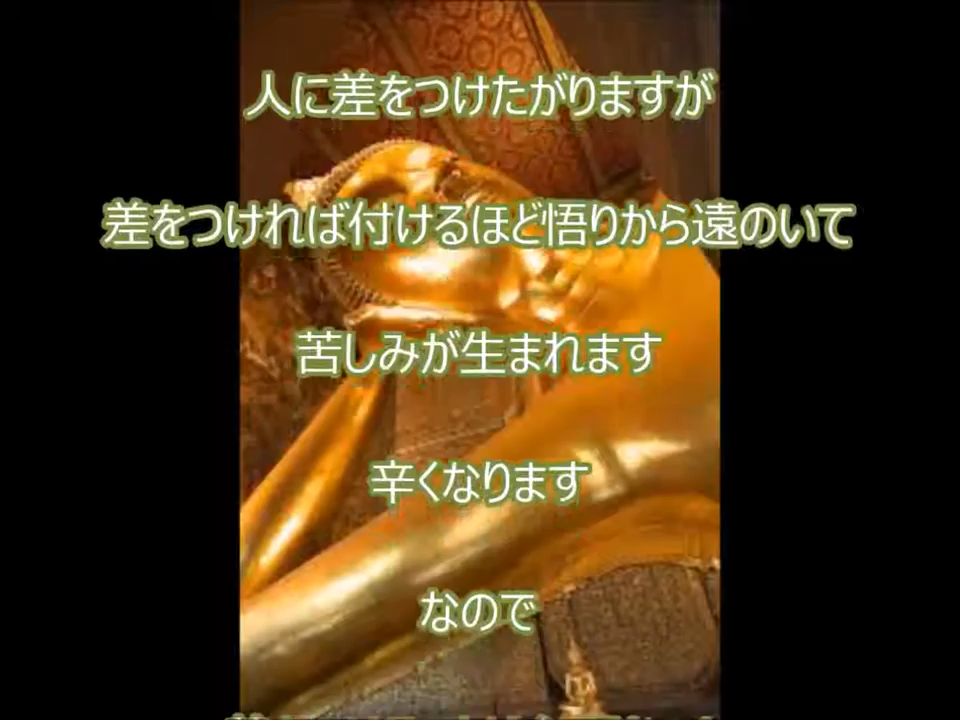 人に差をつけたがりますが
差をつければ付けるほど悟りから遠のいて
苦しみが生まれます
辛くなります
なので